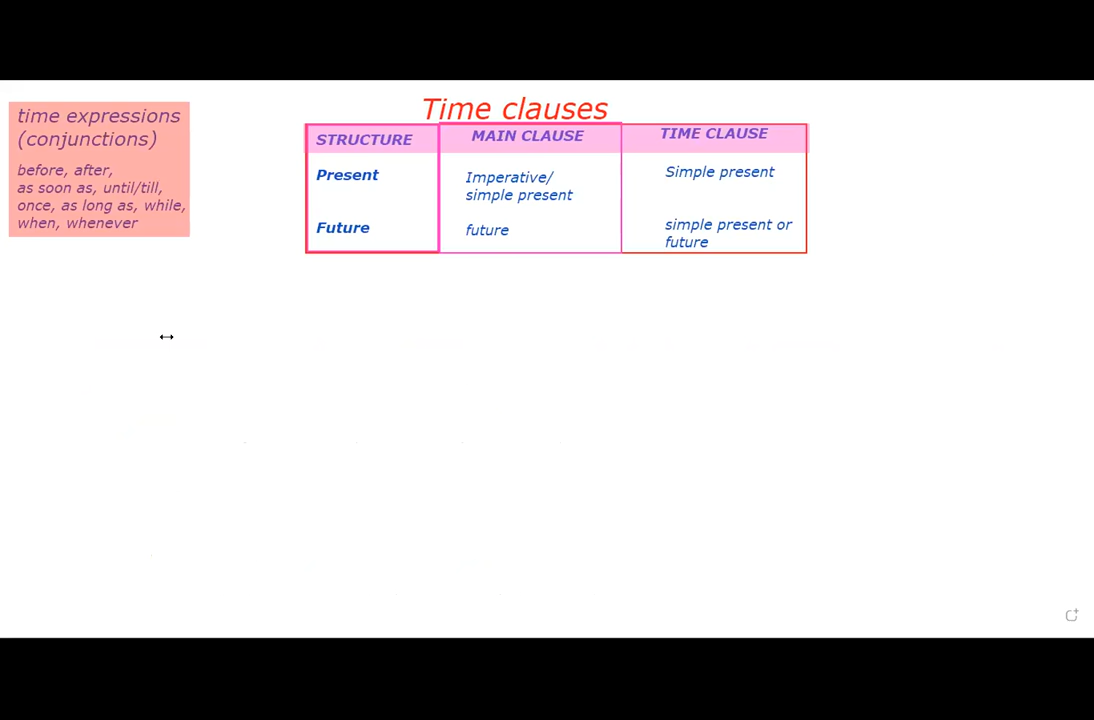 time expressions
(conjunctions)
before, after,
as soon as, until/till,
once, as long as, while,
when, whenever
Time clauses
STRUCTURE MAIN CLAUSE TIME CLAUSE
Present Imperative/ Simple present
simple present
Future future simple present or
future